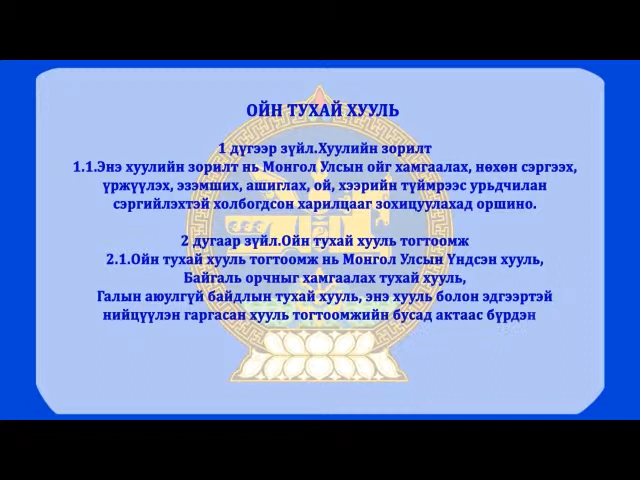 ОЙН ТУХАЙ ХУУЛЬ
1 дүгээр зүйл.Хуулийн зорилт
1.1.Энэ хуулийн зорилт нь Монгол Улсын ойг хамгаалах, нөхөн сэргээх,
үржүүлэх, эзэмших, ашиглах, ой, хээрийн түймрээс урьдчилан
сэргийлэхтэй холбогдсон харилцааг зохицуулахад оршино.
2 дугаар зүйл.Ойн тухай хууль тогтоомж
2.1.Ойн тухай хууль тогтоомж нь Монгол Улсын Үндсэн хууль,
Байгаль орчныг хамгаалах тухай хууль,
Галын аюулгүй байдлын тухай хууль, энэ хууль болон эдгээртэй
нийцүүлэн гаргасан хууль тогтоомжийн бусад актаас бүрдэн